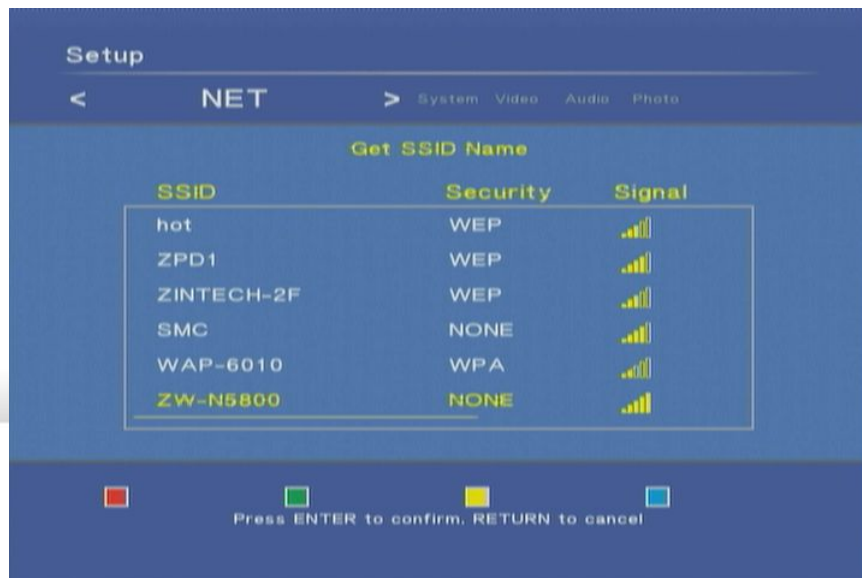 Setup
< NET > System Video Audio Photo
Get SSID Name
SSID Security Signal
hot WEP
ZPD1 WEP
ZINTECH-2F WEP
SMC NONE
WAP-6010 WPA
ZW-N5800 NONE
Press ENTER to confirm, RETURN to cancel